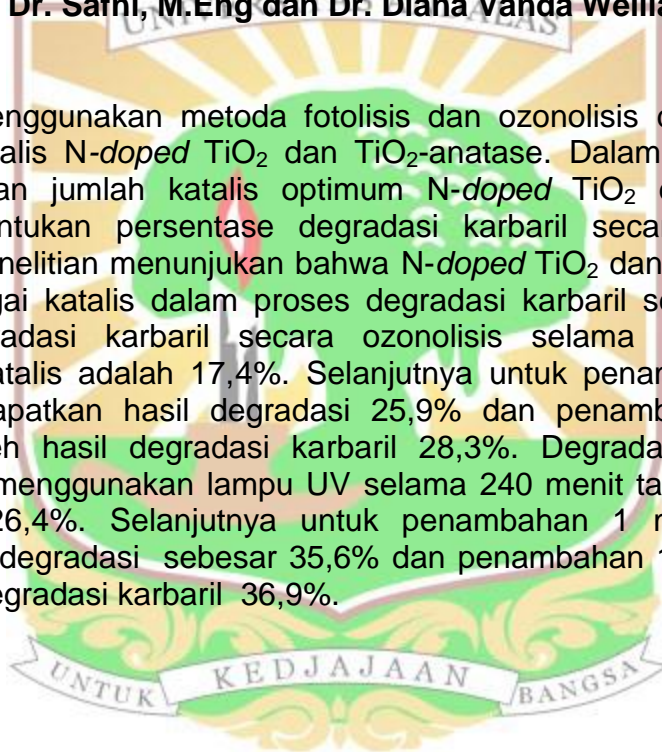 Dr. Safni, M.Eng dan Dr. Diana Vanda Wellia
enggunakan metoda fotolisis dan ozonolisis
alis N-doped TiO₂ dan TiO₂-anatase. Dalam
an jumlah katalis optimum N-doped TiO₂
ntukan persentase degradasi karbaril seca
nelitian menunjukan bahwa N-doped TiO₂ dan
gai katalis dalam proses degradasi karbaril se
adasi karbaril secara ozonolisis selama
atalis adalah 17,4%. Selanjutnya untuk penar
apatkan hasil degradasi 25,9% dan penamb
eh hasil degradasi karbaril 28,3%. Degrada
menggunakan lampu UV selama 240 menit ta
26,4%. Selanjutnya untuk penambahan 1
degradasi sebesar 35,6% dan penambahan
egradasi karbaril 36,9%.
UNTUK KEDJAJAAN BANGSA